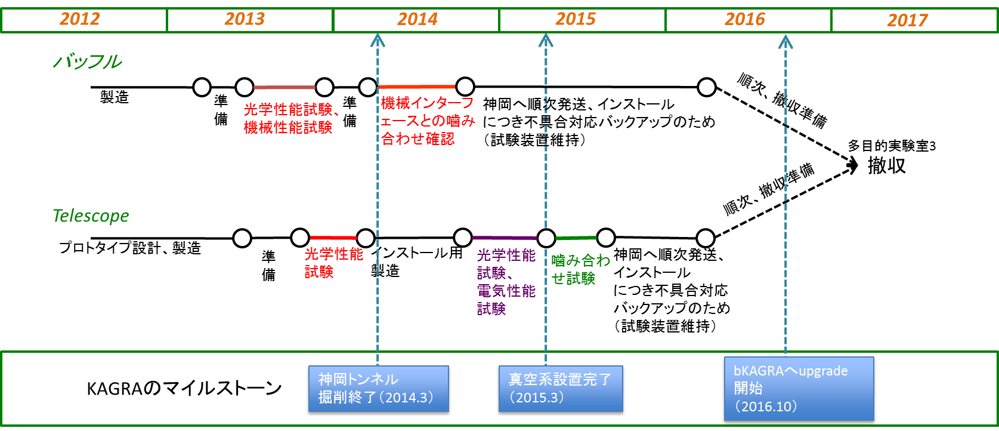 2012
2013
2014
2015
2016
2017
バッフル
製造
準
備
光学性能試験、
機械性能試験
準
備
機械インターフ
ェースとの噛み
合わせ確認
神岡へ順次発送、インストール
につき不具合対応バックアップのため
（試験装置維持）
順次、撤収準備
多目的実験室3
撤収
順次、撤収準備
Telescope
プロトタイプ設計、製造
準
備
光学性能
試験
インストール用
製造
光学性能
試験、
電気性能
試験
噛み合わ
せ試験
神岡へ順次発送、
インストール
につき不具合対応
バックアップのため
（試験装置維持）
KAGRAのマイルストーン
神岡トンネル
掘削終了（2014.3）
真空系設置完了
（2015.3）
bKAGRAへupgrade
開始
（2016.10）